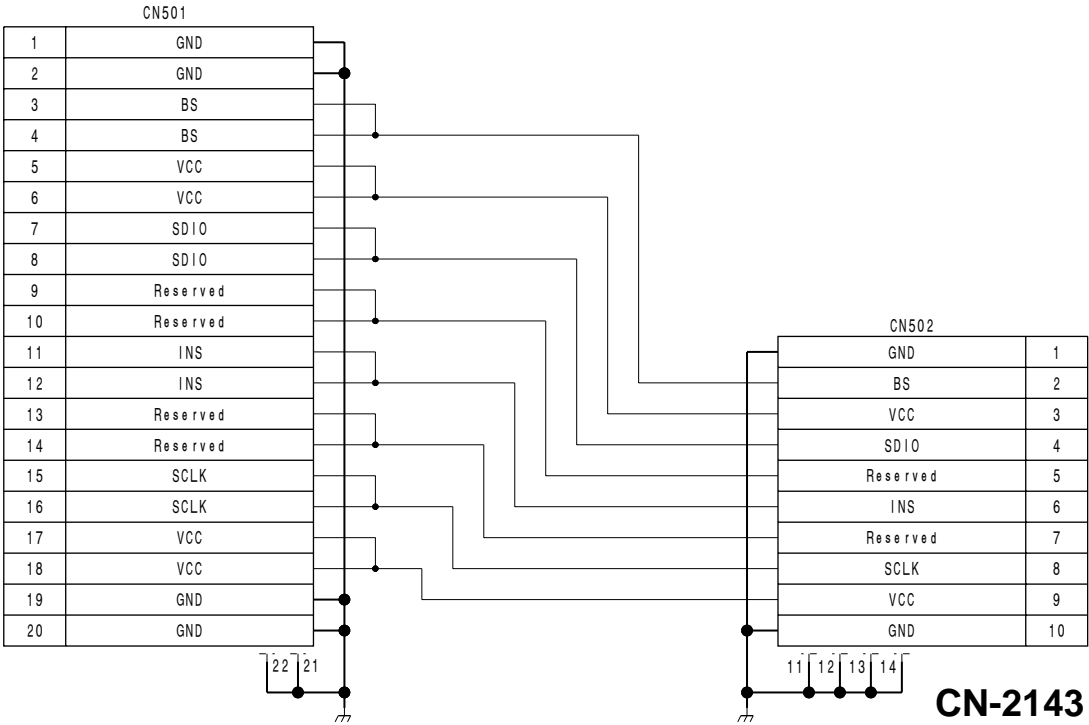 CN501
1 GND
2 GND
3 BS
4 BS
5 VCC
6 VCC
7 SDIO
8 SDIO
9 Reserved
10 Reserved
11 INS
12 INS
13 Reserved
14 Reserved
15 SCLK
16 SCLK
17 VCC
18 VCC
19 GND
20 GND
22 21
CN502
GND 1
BS 2
VCC 3
SDIO 4
Reserved 5
INS 6
Reserved 7
SCLK 8
VCC 9
GND 10
11 12 13 14
CN-2143